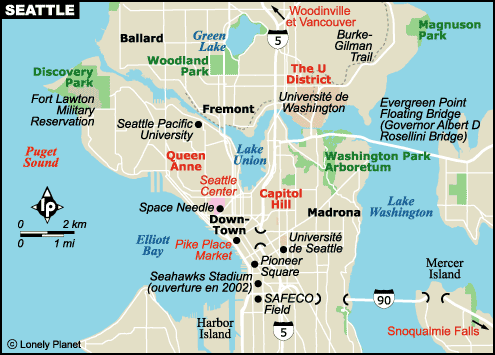 SEATTLE
Woodinville
et Vancouver
Magnuson
Park
5
Burke-
Gilman
Trail
Ballard
Green
Lake
Woodland
Park
The U
District
Discovery
Park
Fort Lawton
Military
Reservation
Fremont
Université de
Washington
Evergreen Point
Floating Bridge
(Governor Albert D
Rosellini Bridge)
Seattle Pacific
University
Puget
Sound
Queen
Anne
Lake
Union
Washington Park
Arboretum
Seattle
Center
Capitol
Hill
Lake
Washington
Space Needle
Madrona
Down-
Town
lp
0 2 km
0 1 mi
Elliott
Bay
Pike Place
Market
Université
de Seattle
Pioneer
Square
Mercer
Island
Seahawks Stadium
(ouverture en 2002)
SAFECO
Field
90
Harbor
Island
5
Snoqualmie Falls
© Lonely Planet